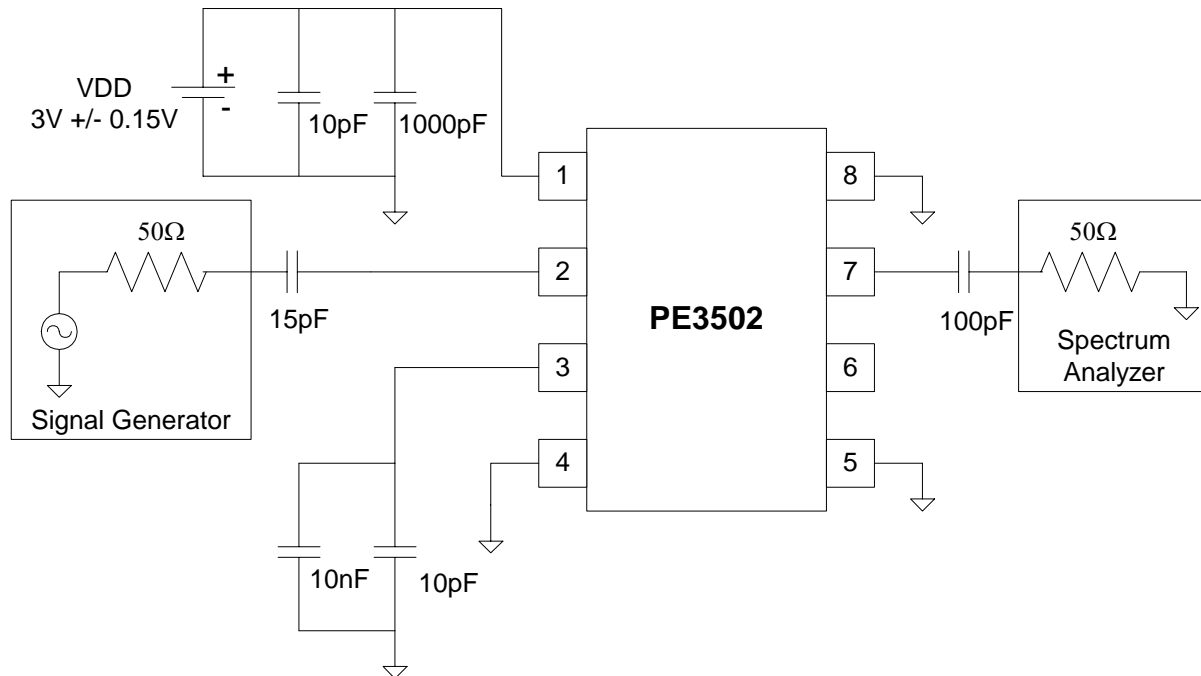 VDD
3V +/- 0.15V
+
-
10pF
1000pF
50Ω
15pF
Signal Generator
10nF
10pF
1
2
3
4
PE3502
8
7
6
5
100pF
50Ω
Spectrum
Analyzer